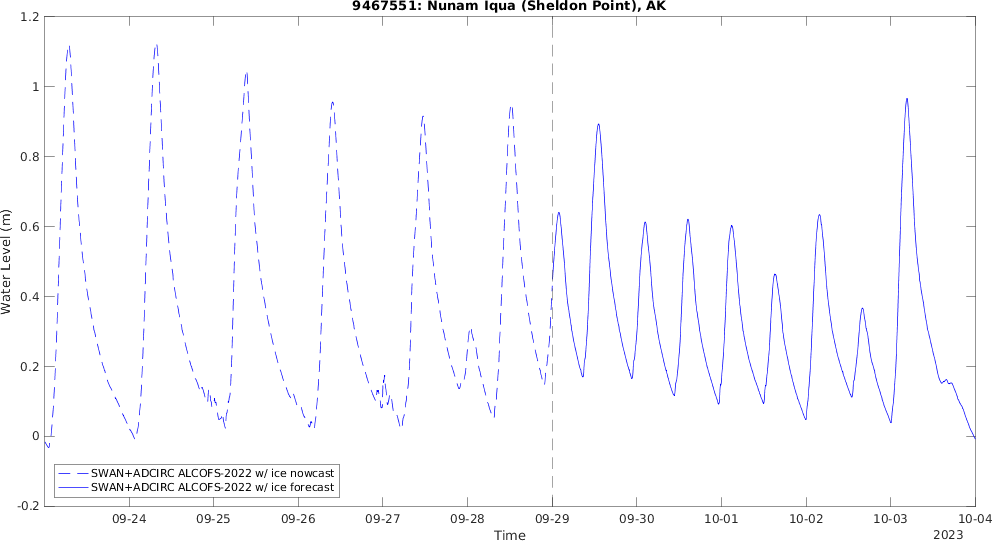 9467551: Nunam Iqua (Sheldon Point), AK
1.2
1
0.8
0.6
0.4
0.2
0
-0.2
Water Level (m)
SWAN+ADCIRC ALCOFS-2022 w/ ice nowcast
SWAN+ADCIRC ALCOFS-2022 w/ ice forecast
09-24 09-25 09-26 09-27 09-28 09-29 09-30 10-01 10-02 10-03 10-04
Time
2023